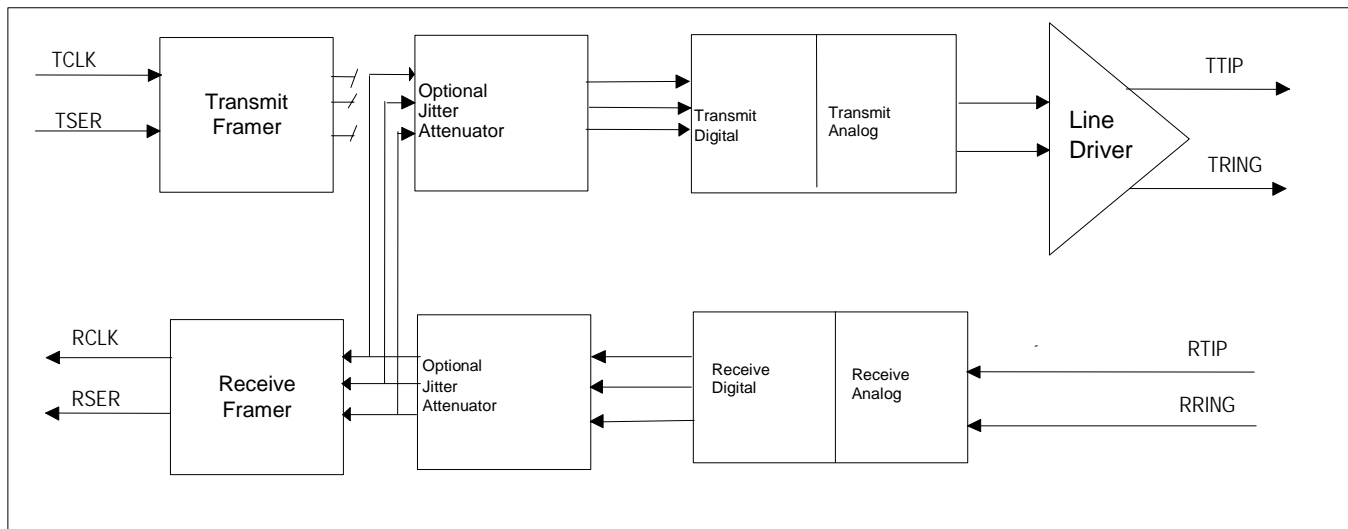 TCLK
TSER
Transmit
Framer
Optional
Jitter
Attenuator
Transmit
Digital
Transmit
Analog
Line
Driver
TTIP
TRING
RCLK
RSER
Receive
Framer
Optional
Jitter
Attenuator
Receive
Digital
Receive
Analog
RTIP
RRING